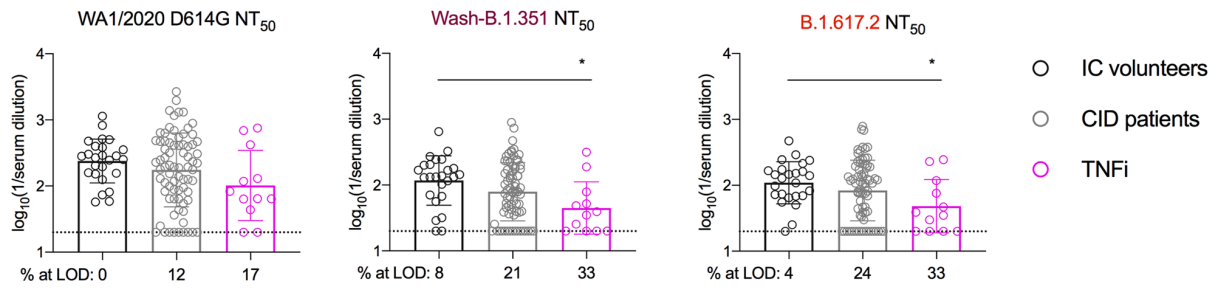 WA1/2020 D614G NT50
log10(1/serum dilution)
4
3
2
1
% at LOD: 0 12 17
Wash-B.1.351 NT50
log10(1/serum dilution)
4
3
2
1
*
% at LOD: 8 21 33
B.1.617.2 NT50
log10(1/serum dilution)
4
3
2
1
*
% at LOD: 4 24 33
IC volunteers
CID patients
TNFi